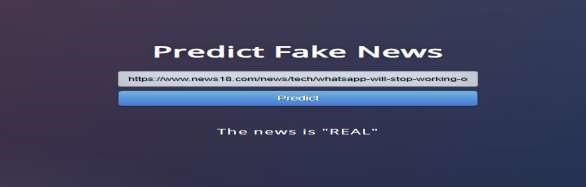 Predict Fake News
https://www.news18.com/news/tech/whatsapp-will-stop-working-o
Predict
The news is "REAL"